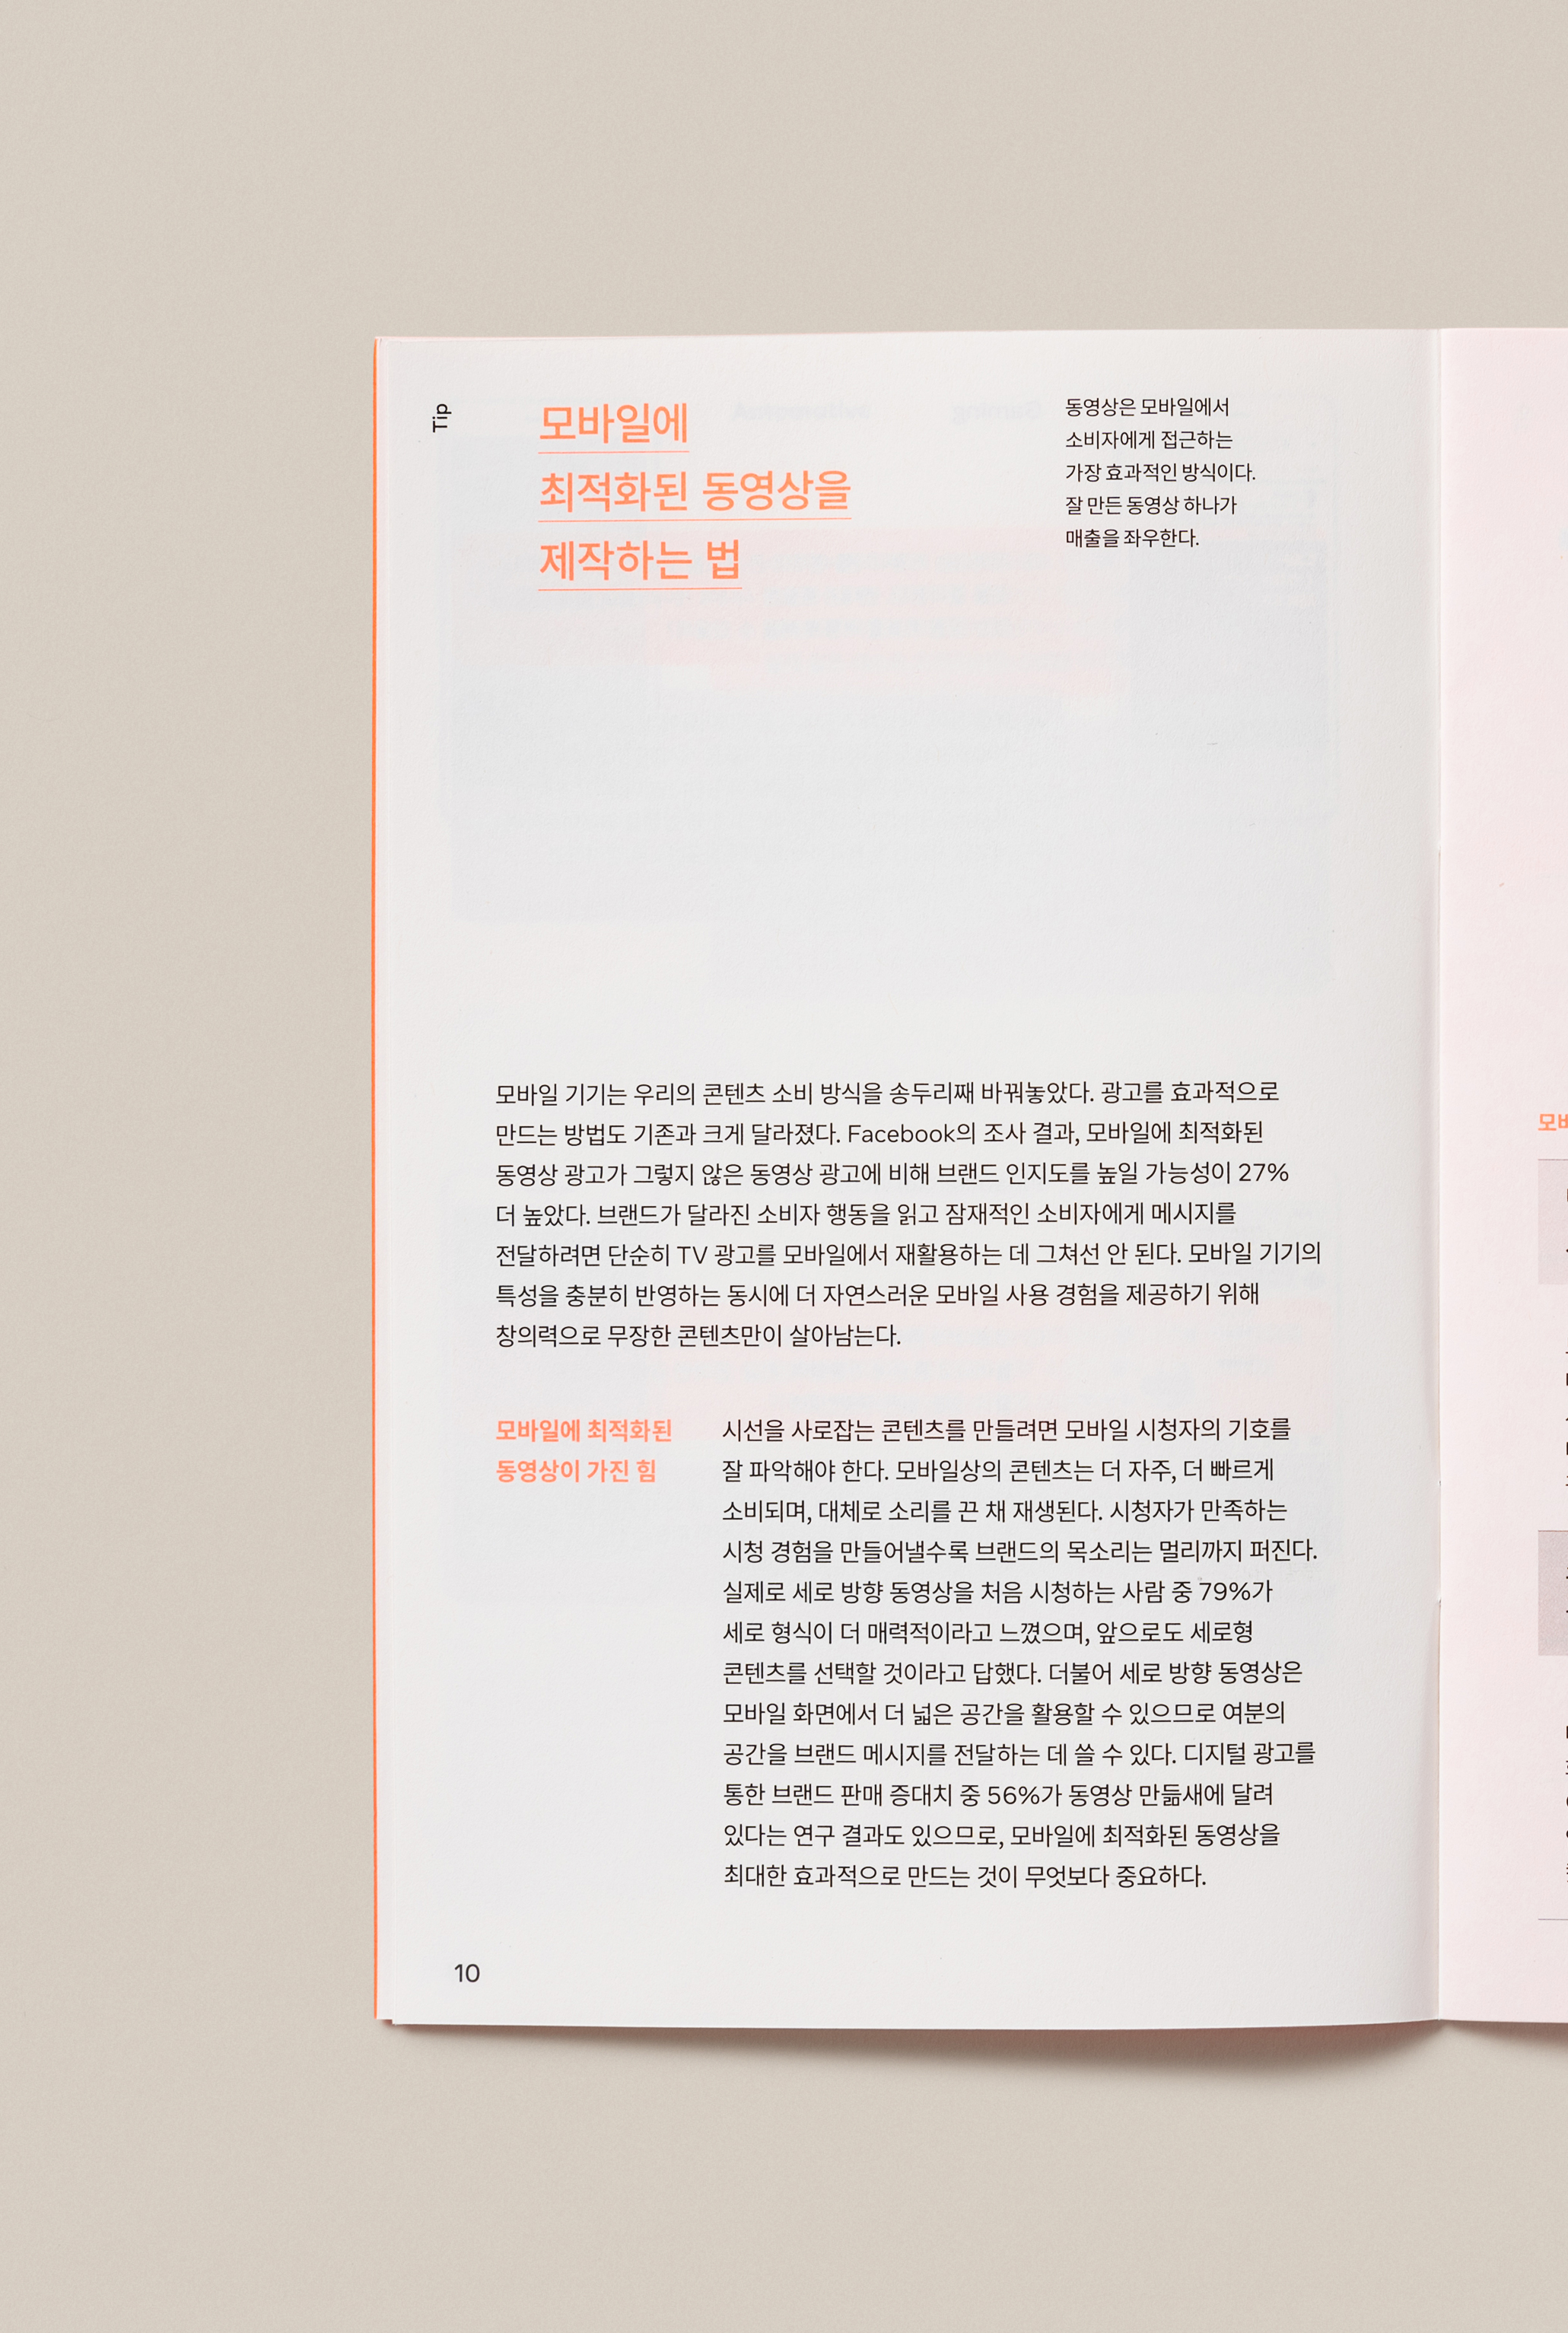 Tip
모바일에
최적화된 동영상을
제작하는 법
동영상은 모바일에서
소비자에게 접근하는
가장 효과적인 방식이다.
잘 만든 동영상 하나가
매출을 좌우한다.
모바일 기기는 우리의 콘텐츠 소비 방식을 송두리째 바꿔놓았다. 광고를 효과적으로
만드는 방법도 기존과 크게 달라졌다. Facebook의 조사 결과, 모바일에 최적화된
동영상 광고가 그렇지 않은 동영상 광고에 비해 브랜드 인지도를 높일 가능성이 27%
더 높았다. 브랜드가 달라진 소비자 행동을 읽고 잠재적인 소비자에게 메시지를
전달하려면 단순히 TV 광고를 모바일에서 재활용하는 데 그쳐선 안 된다. 모바일 기기의
특성을 충분히 반영하는 동시에 더 자연스러운 모바일 사용 경험을 제공하기 위해
창의력으로 무장한 콘텐츠만이 살아남는다.
모바일에 최적화된
동영상이 가진 힘
시선을 사로잡는 콘텐츠를 만들려면 모바일 시청자의 기호를
잘 파악해야 한다. 모바일상의 콘텐츠는 더 자주, 더 빠르게
소비되며, 대체로 소리를 끈 채 재생된다. 시청자가 만족하는
시청 경험을 만들어낼수록 브랜드의 목소리는 멀리까지 퍼진다.
실제로 세로 방향 동영상을 처음 시청하는 사람 중 79%가
세로 형식이 더 매력적이라고 느꼈으며, 앞으로도 세로형
콘텐츠를 선택할 것이라고 답했다. 더불어 세로 방향 동영상은
모바일 화면에서 더 넓은 공간을 활용할 수 있으므로 여분의
공간을 브랜드 메시지를 전달하는 데 쓸 수 있다. 디지털 광고를
통한 브랜드 판매 증대치 중 56%가 동영상 만듦새에 달려
있다는 연구 결과도 있으므로, 모바일에 최적화된 동영상을
최대한 효과적으로 만드는 것이 무엇보다 중요하다.
10